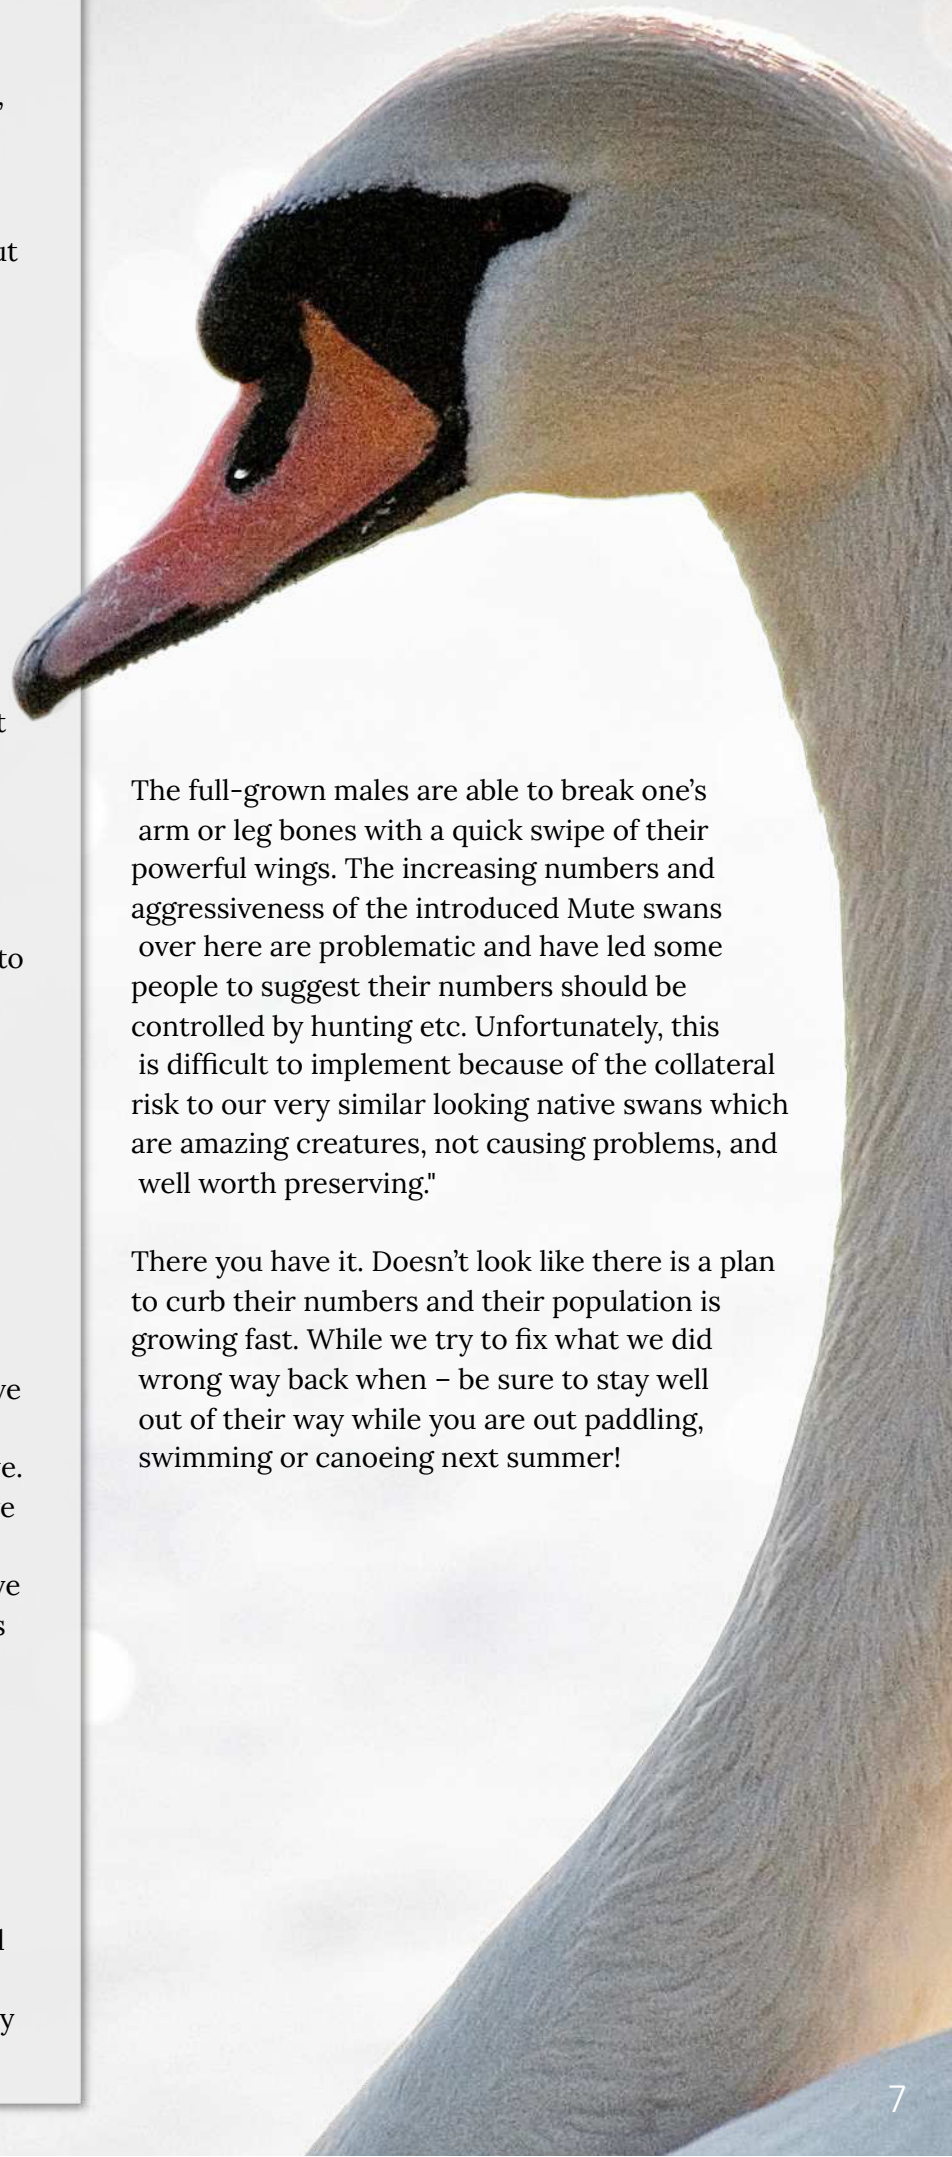 ,
ut
t
to
ve
e.
e
ve
s
l
y
The full-grown males are able to break one’s
arm or leg bones with a quick swipe of their
powerful wings. The increasing numbers and
aggressiveness of the introduced Mute swans
over here are problematic and have led some
people to suggest their numbers should be
controlled by hunting etc. Unfortunately, this
is difficult to implement because of the collateral
risk to our very similar looking native swans which
are amazing creatures, not causing problems, and
well worth preserving."
There you have it. Doesn’t look like there is a plan
to curb their numbers and their population is
growing fast. While we try to fix what we did
wrong way back when – be sure to stay well
out of their way while you are out paddling,
swimming or canoeing next summer!
7